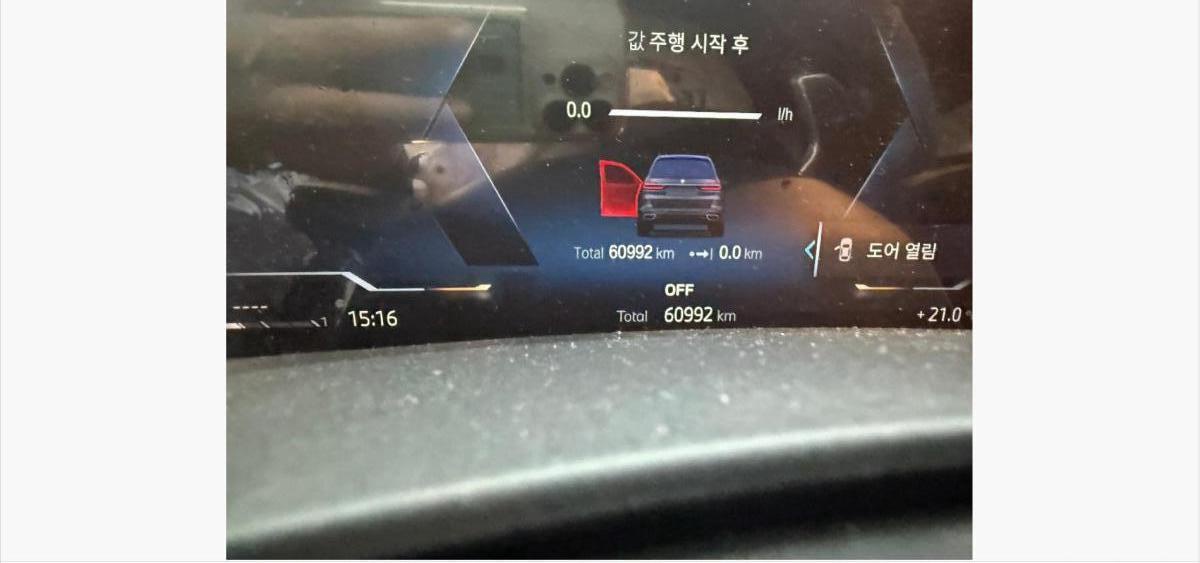 값 주행 시작 후
0.0 l/h
Total 60992 km 0.0 km
도어 열림
OFF
15:16
Total 60992 km
+21.0